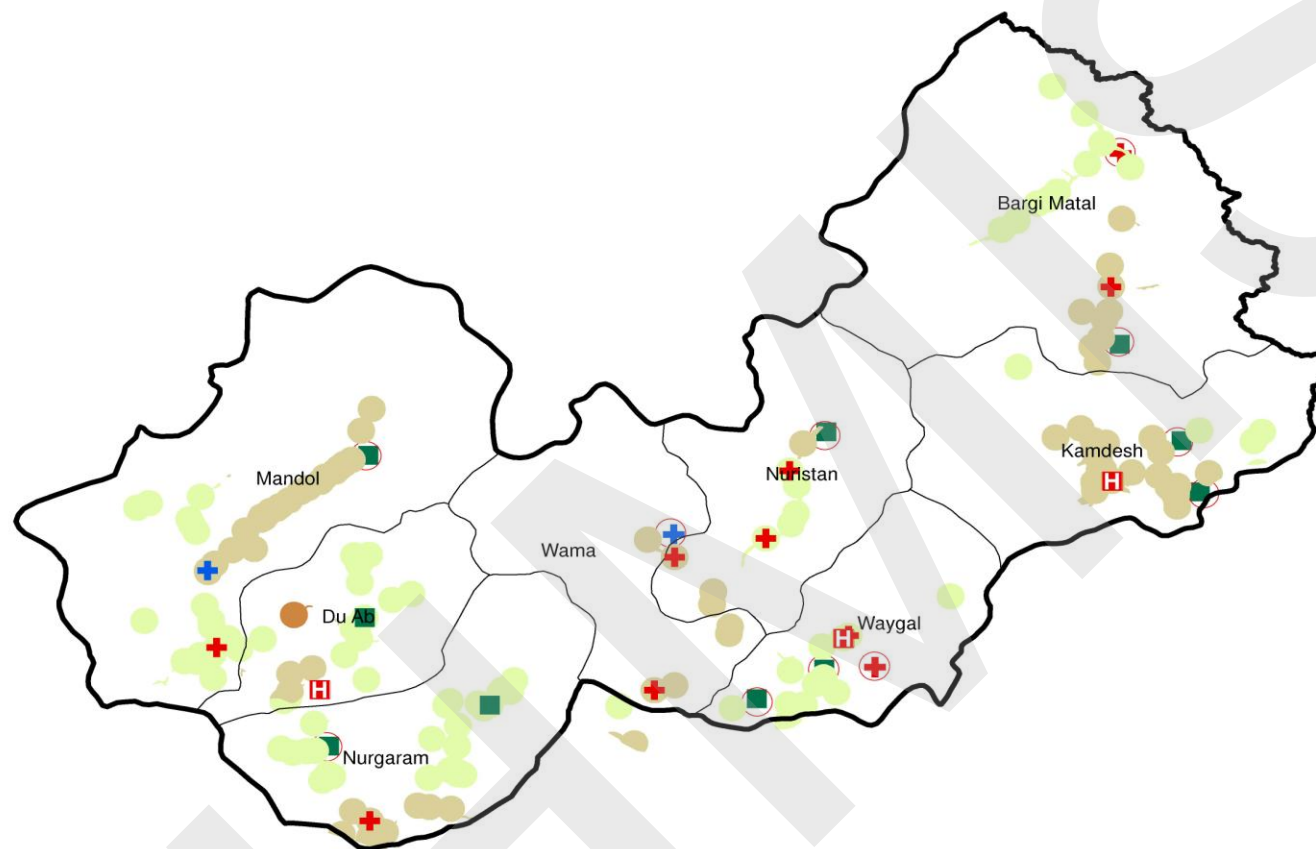 Bargi Matal
Kamdesh
Nuristan
Mandol
Wama
Du Ab
Waygal
Nurgaram
H
H
H